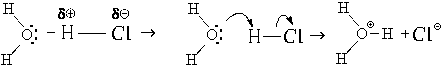 H δ⊕ δ⊖ H H
O: - H — Cl → O: H — Cl → O⊕ - H + Cl⊖
H H H